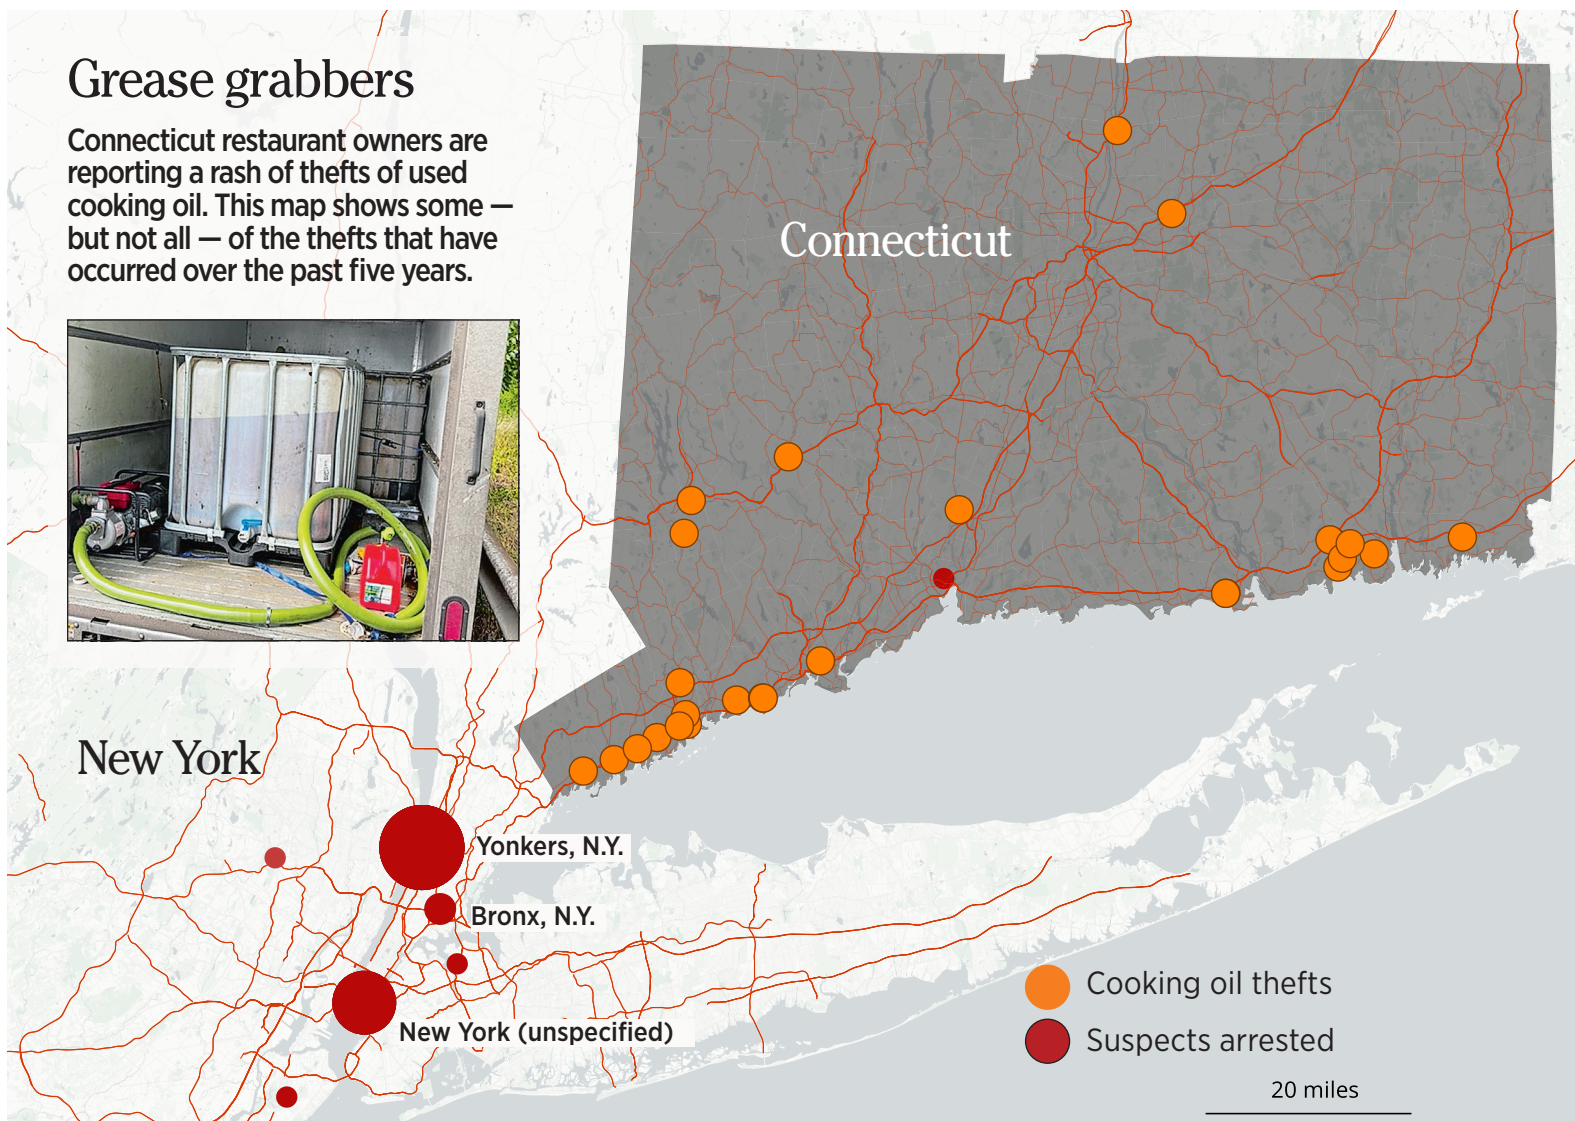 Grease grabbers
Connecticut restaurant owners are
reporting a rash of thefts of used
cooking oil. This map shows some —
but not all — of the thefts that have
occurred over the past five years.
Connecticut
New York
Yonkers, N.Y.
Bronx, N.Y.
New York (unspecified)
Cooking oil thefts
Suspects arrested
20 miles